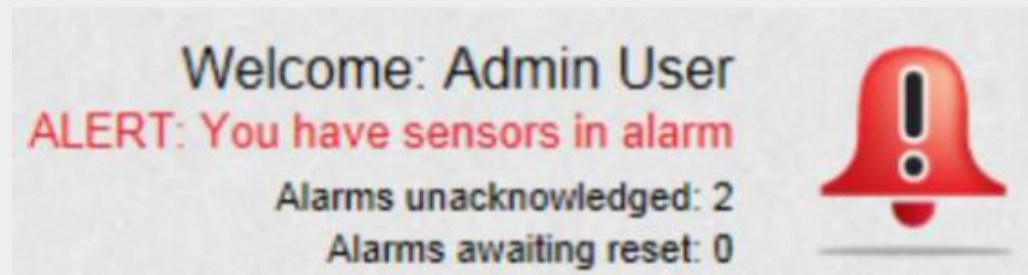 Welcome: Admin User
ALERT: You have sensors in alarm
Alarms unacknowledged: 2
Alarms awaiting reset: 0